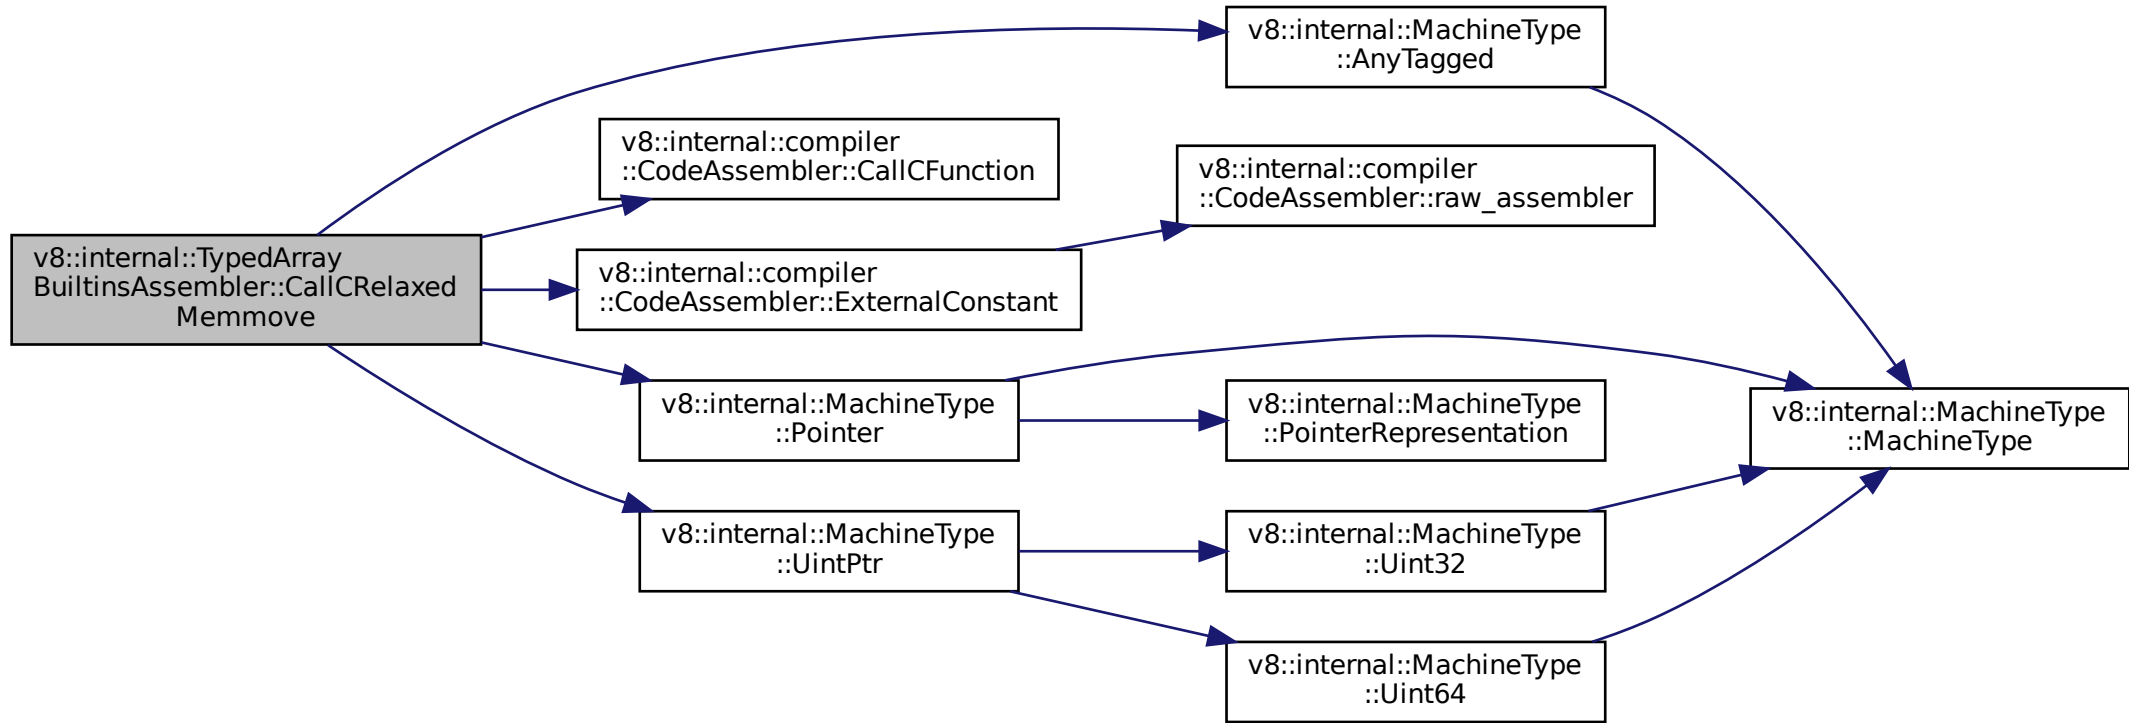 v8::internal::TypedArray
BuiltinsAssembler::CallCRelaxed
Memmove
v8::internal::MachineType
::AnyTagged
v8::internal::compiler
::CodeAssembler::CallCFunction
v8::internal::compiler
::CodeAssembler::raw_assembler
v8::internal::compiler
::CodeAssembler::ExternalConstant
v8::internal::MachineType
::Pointer
v8::internal::MachineType
::PointerRepresentation
v8::internal::MachineType
::MachineType
v8::internal::MachineType
::UintPtr
v8::internal::MachineType
::Uint32
v8::internal::MachineType
::Uint64